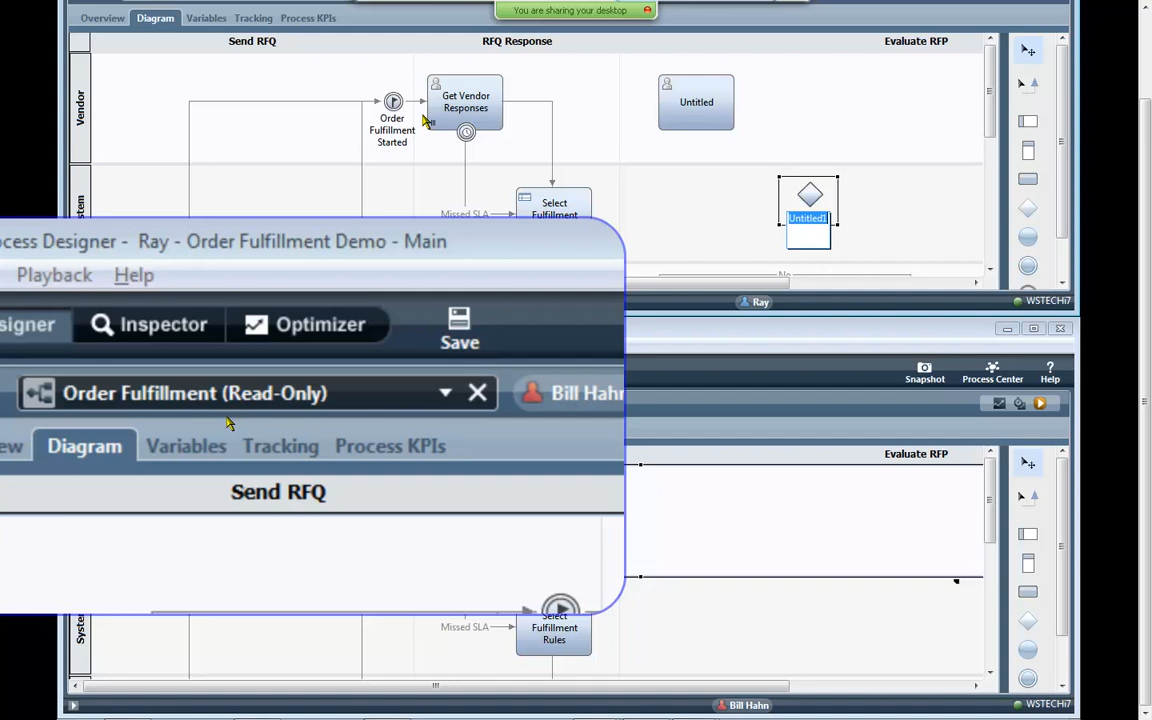 You are sharing your desktop
Overview Diagram Variables Tracking Process KPIs
Send RFQ RFQ Response Evaluate RFP
Vendor
Get Vendor
Responses
Untitled
Order
Fulfillment
Started
Select
Fulfillment
Missed SLA
Untitled1
No
Ray
WSTECHi7
ocess Designer - Ray - Order Fulfillment Demo - Main
Playback Help
signer Inspector Optimizer Save
Order Fulfillment (Read-Only) Bill Hahn
ew Diagram Variables Tracking Process KPIs
Send RFQ
Snapshot Process Center Help
Evaluate RFP
Select
Fulfillment
Rules
Missed SLA
System
Bill Hahn
WSTECHi7